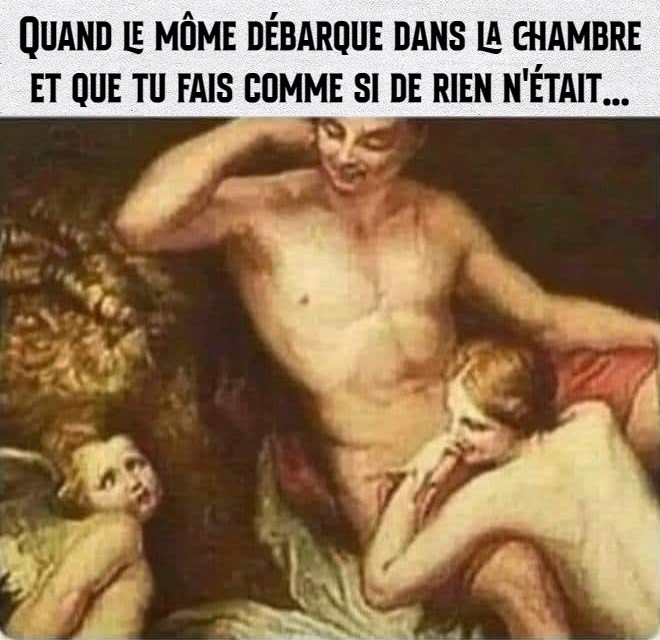 Quand le môme débarque dans la chambre
et que tu fais comme si de rien n'était...